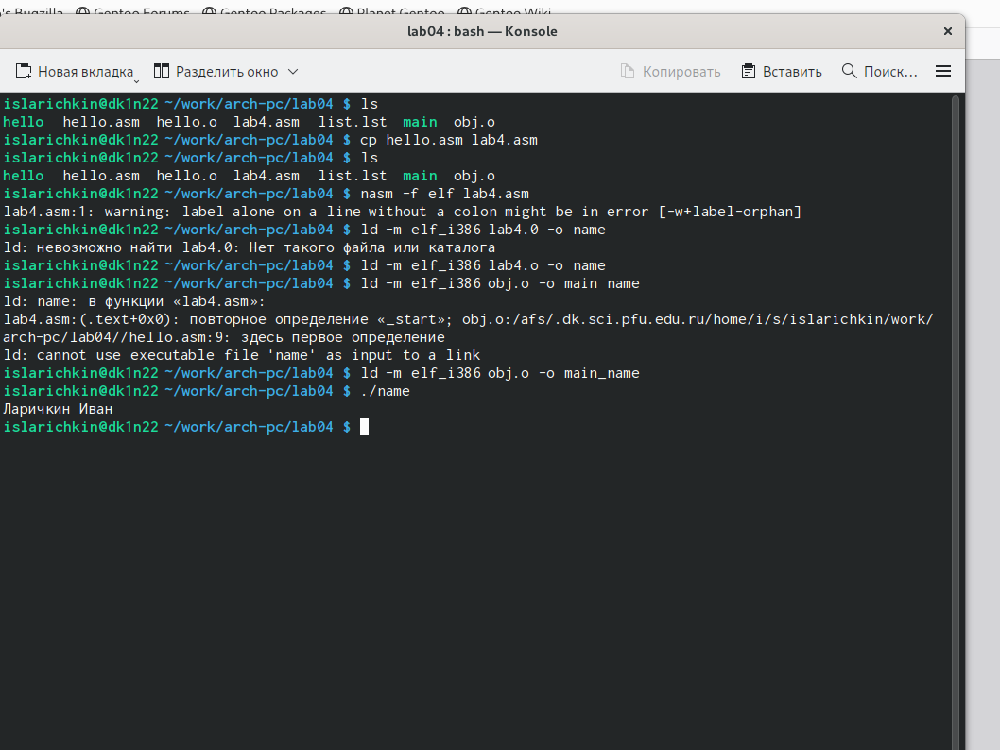 's Bugzilla Gentoo Forums Gentoo Packages Planet Gentoo Gentoo Wiki
lab04 : bash — Konsole
Новая вкладка Разделить окно Копировать Вставить Поиск...
islarichkin@dk1n22 ~/work/arch-pc/lab04 $ ls
hello hello.asm hello.o lab4.asm list.lst main obj.o
islarichkin@dk1n22 ~/work/arch-pc/lab04 $ cp hello.asm lab4.asm
islarichkin@dk1n22 ~/work/arch-pc/lab04 $ ls
hello hello.asm hello.o lab4.asm list.lst main obj.o
islarichkin@dk1n22 ~/work/arch-pc/lab04 $ nasm -f elf lab4.asm
lab4.asm:1: warning: label alone on a line without a colon might be in error [-w+label-orphan]
islarichkin@dk1n22 ~/work/arch-pc/lab04 $ ld -m elf_i386 lab4.0 -o name
ld: невозможно найти lab4.0: Нет такого файла или каталога
islarichkin@dk1n22 ~/work/arch-pc/lab04 $ ld -m elf_i386 lab4.o -o name
islarichkin@dk1n22 ~/work/arch-pc/lab04 $ ld -m elf_i386 obj.o -o main name
ld: name: в функции «lab4.asm»:
lab4.asm:(.text+0x0): повторное определение «_start»; obj.o:/afs/.dk.sci.pfu.edu.ru/home/i/s/islarichkin/work/
arch-pc/lab04//hello.asm:9: здесь первое определение
ld: cannot use executable file 'name' as input to a link
islarichkin@dk1n22 ~/work/arch-pc/lab04 $ ld -m elf_i386 obj.o -o main_name
islarichkin@dk1n22 ~/work/arch-pc/lab04 $ ./name
Ларичкин Иван
islarichkin@dk1n22 ~/work/arch-pc/lab04 $